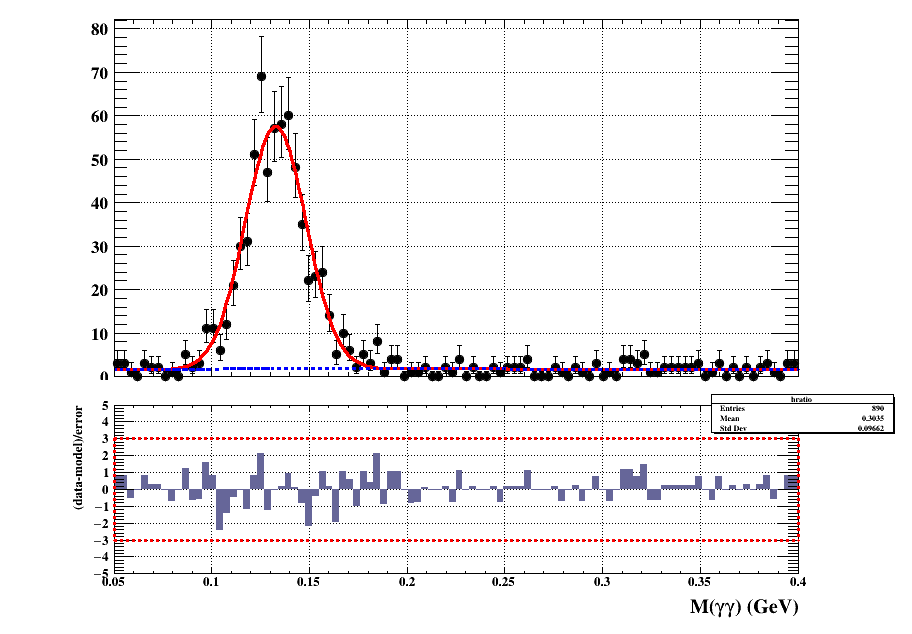 80
70
60
50
40
30
20
10
0
hratio
Entries 890
Mean 0.3035
Std Dev 0.09662
(data-model)/error
5
4
3
2
1
0
−1
−2
−3
−4
−5
0.05 0.1 0.15 0.2 0.25 0.3 0.35 0.4
M(γγ) (GeV)